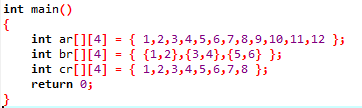 int main()
{
int ar[][4] = { 1,2,3,4,5,6,7,8,9,10,11,12 };
int br[][4] = { {1,2},{3,4},{5,6} };
int cr[][4] = { 1,2,3,4,5,6,7,8 };
return 0;
}